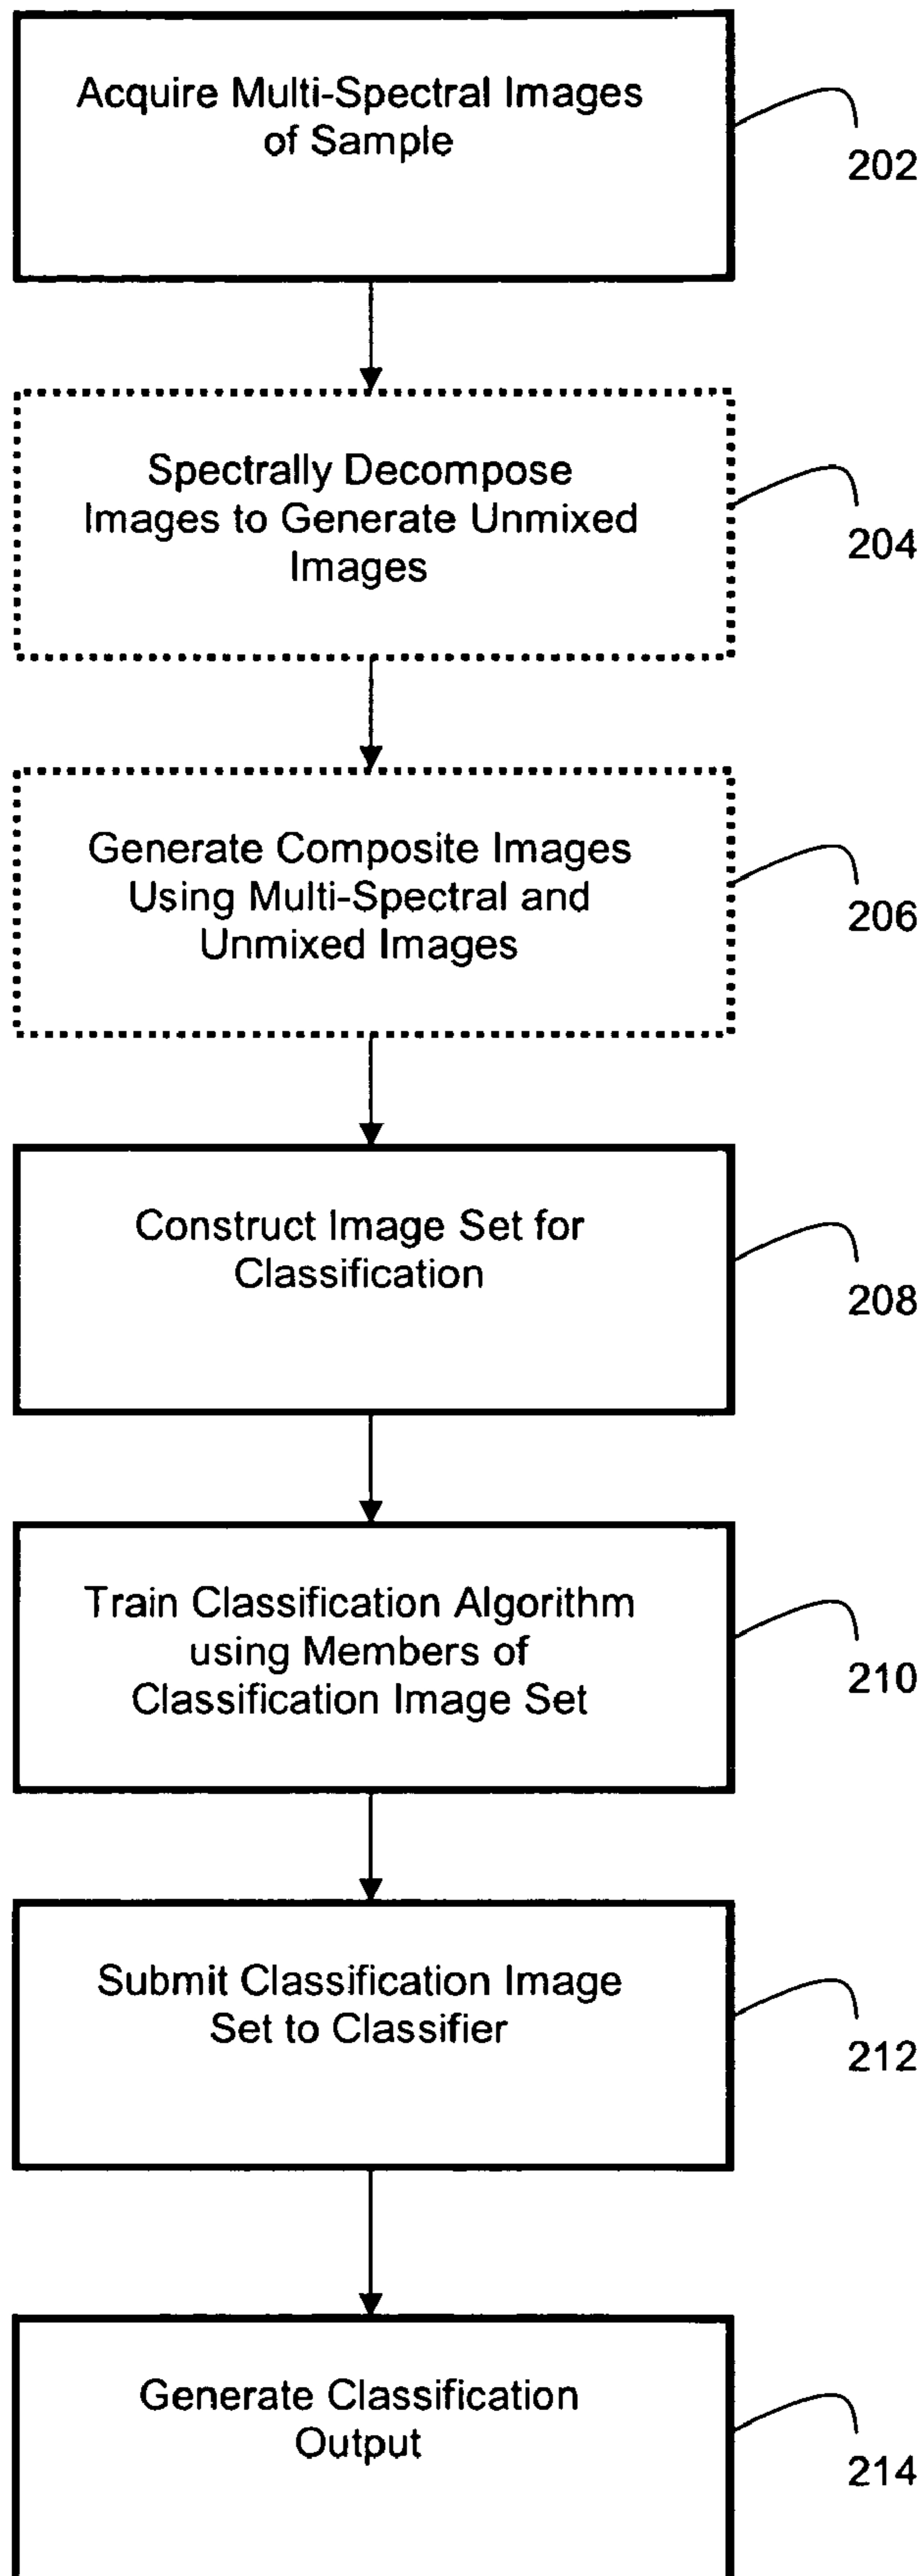 Acquire Multi-Spectral Images
of Sample
202
Spectrally Decompose
Images to Generate Unmixed
Images
204
Generate Composite Images
Using Multi-Spectral and
Unmixed Images
206
Construct Image Set for
Classification
208
Train Classification Algorithm
using Members of
Classification Image Set
210
Submit Classification Image
Set to Classifier
212
Generate Classification
Output
214